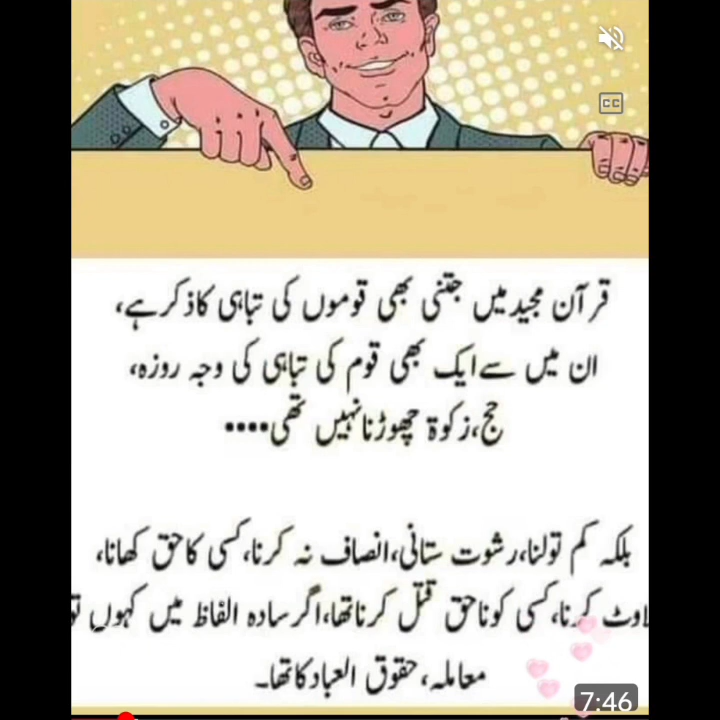 CC
قرآن مجید میں جتنی بھی قوموں کی تباہی کا ذکر ہے،
ان میں سے ایک بھی قوم کی تباہی کی وجہ روزہ،
حج، زکوۃ چھوڑنا نہیں تھی....
بلکہ کم تولنا، رشوت ستانی، انصاف نہ کرنا، کسی کا حق کھانا،
کرنا، کسی کو ناحق قتل کرنا تھا، اگر سادہ الفاظ میں کہوں تو
معاملہ، حقوق العباد کا تھا۔
7:46